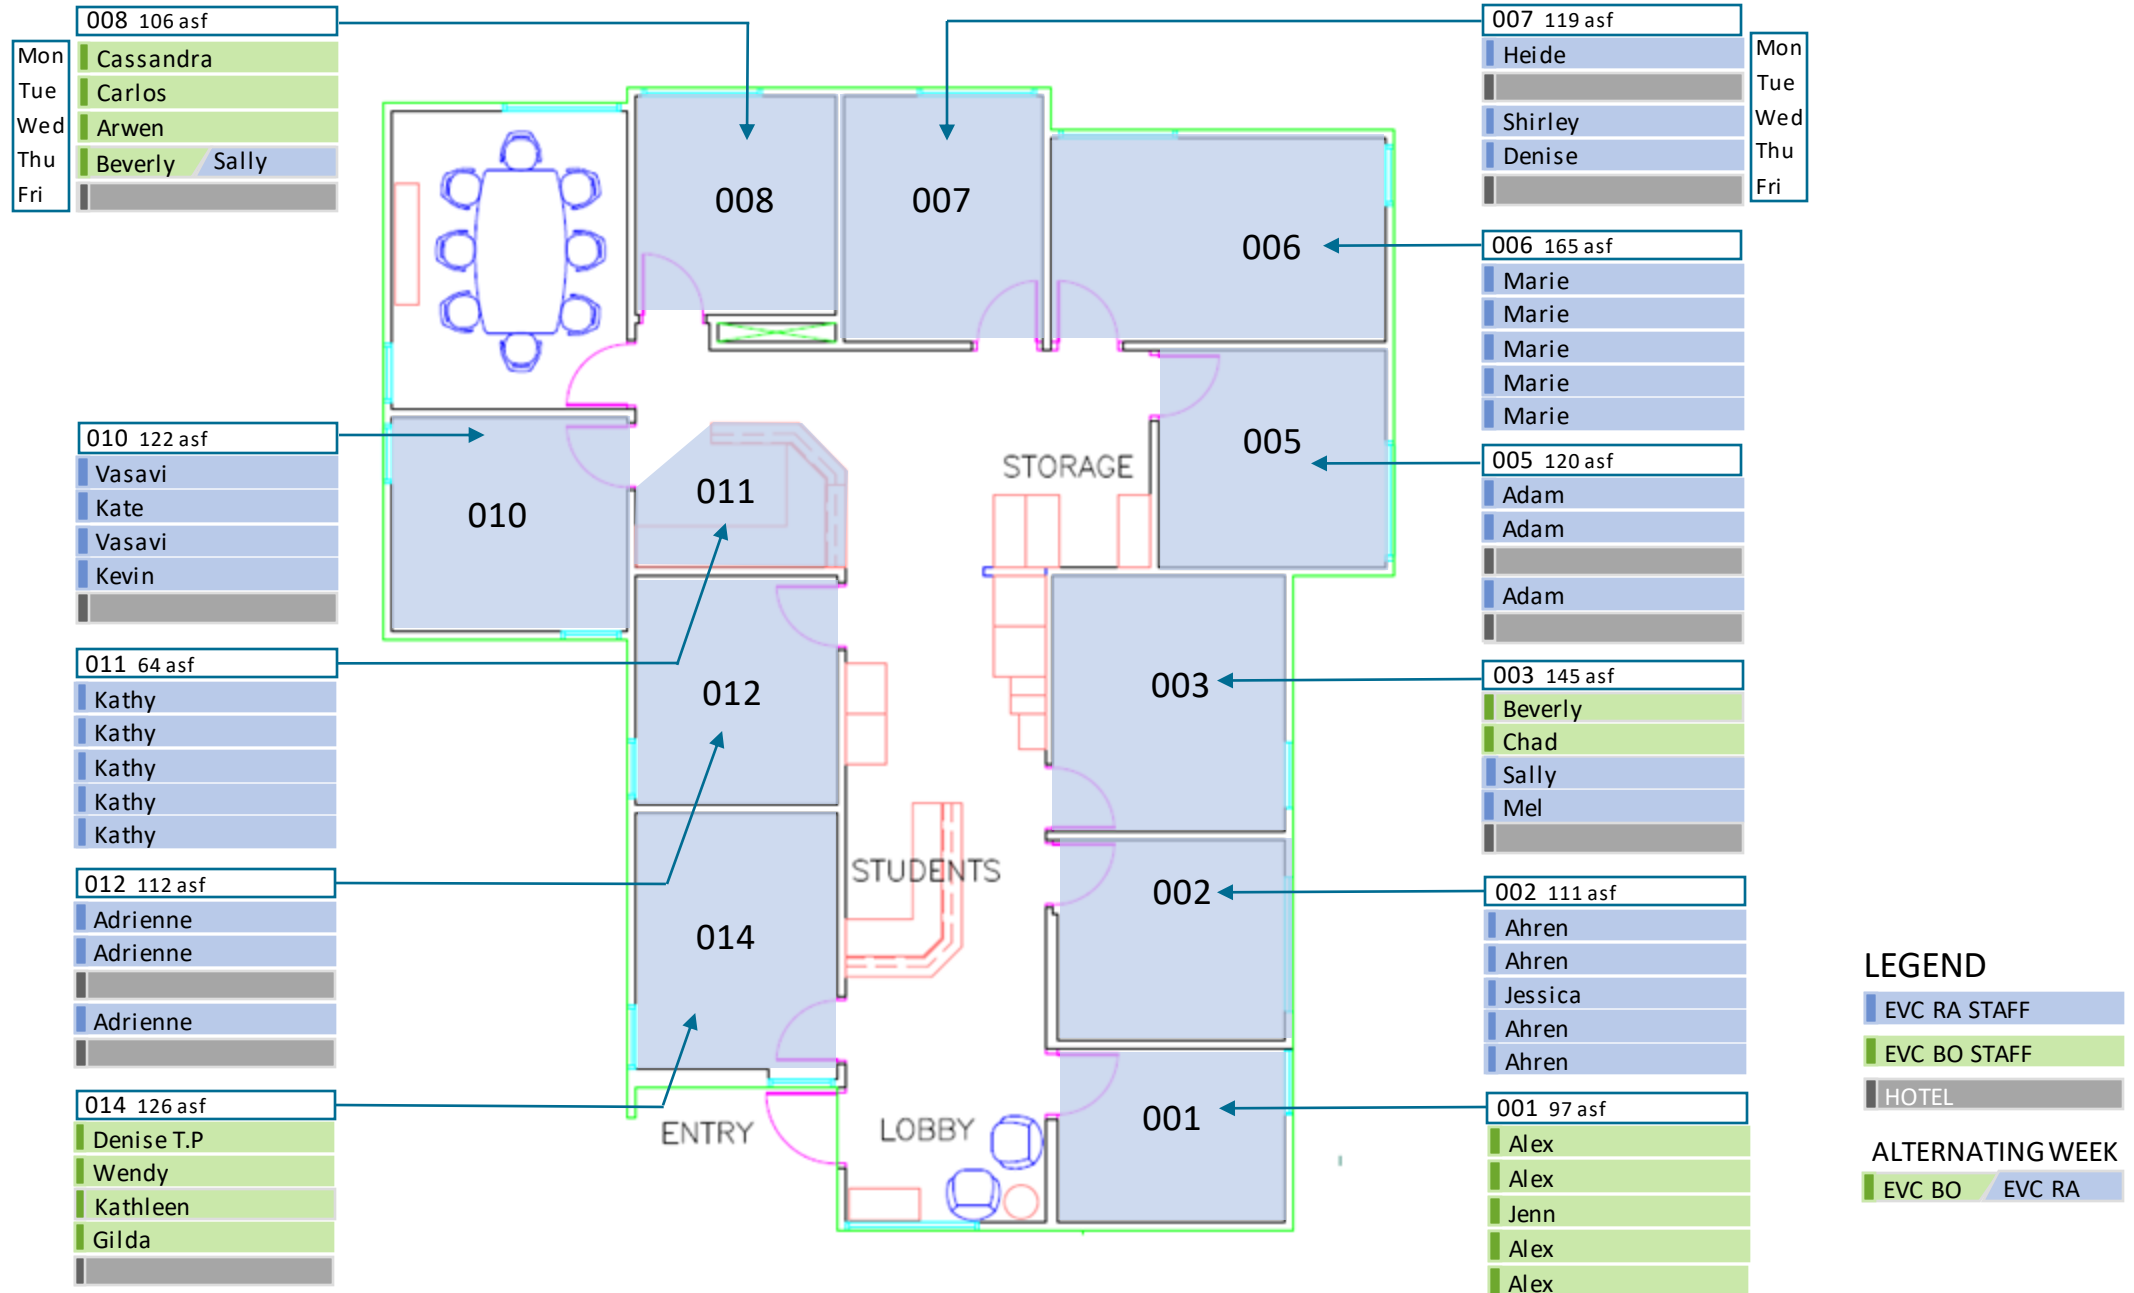 008 106 asf
Mon
Tue
Wed
Thu
Fri
Cassandra
Carlos
Arwen
Beverly Sally
010 122 asf
Vasavi
Kate
Vasavi
Kevin
011 64 asf
Kathy
Kathy
Kathy
Kathy
Kathy
012 112 asf
Adrienne
Adrienne
Adrienne
014 126 asf
Denise T.P
Wendy
Kathleen
Gilda
008
007
006
005
010
011
STORAGE
012
003
STUDENTS
002
014
001
ENTRY
LOBBY
007 119 asf
Heide
Shirley
Denise
Mon
Tue
Wed
Thu
Fri
006 165 asf
Marie
Marie
Marie
Marie
Marie
005 120 asf
Adam
Adam
Adam
003 145 asf
Beverly
Chad
Sally
Mel
002 111 asf
Ahren
Ahren
Jessica
Ahren
Ahren
001 97 asf
Alex
Alex
Jenn
Alex
Alex
LEGEND
EVC RA STAFF
EVC BO STAFF
HOTEL
ALTERNATING WEEK
EVC BO EVC RA